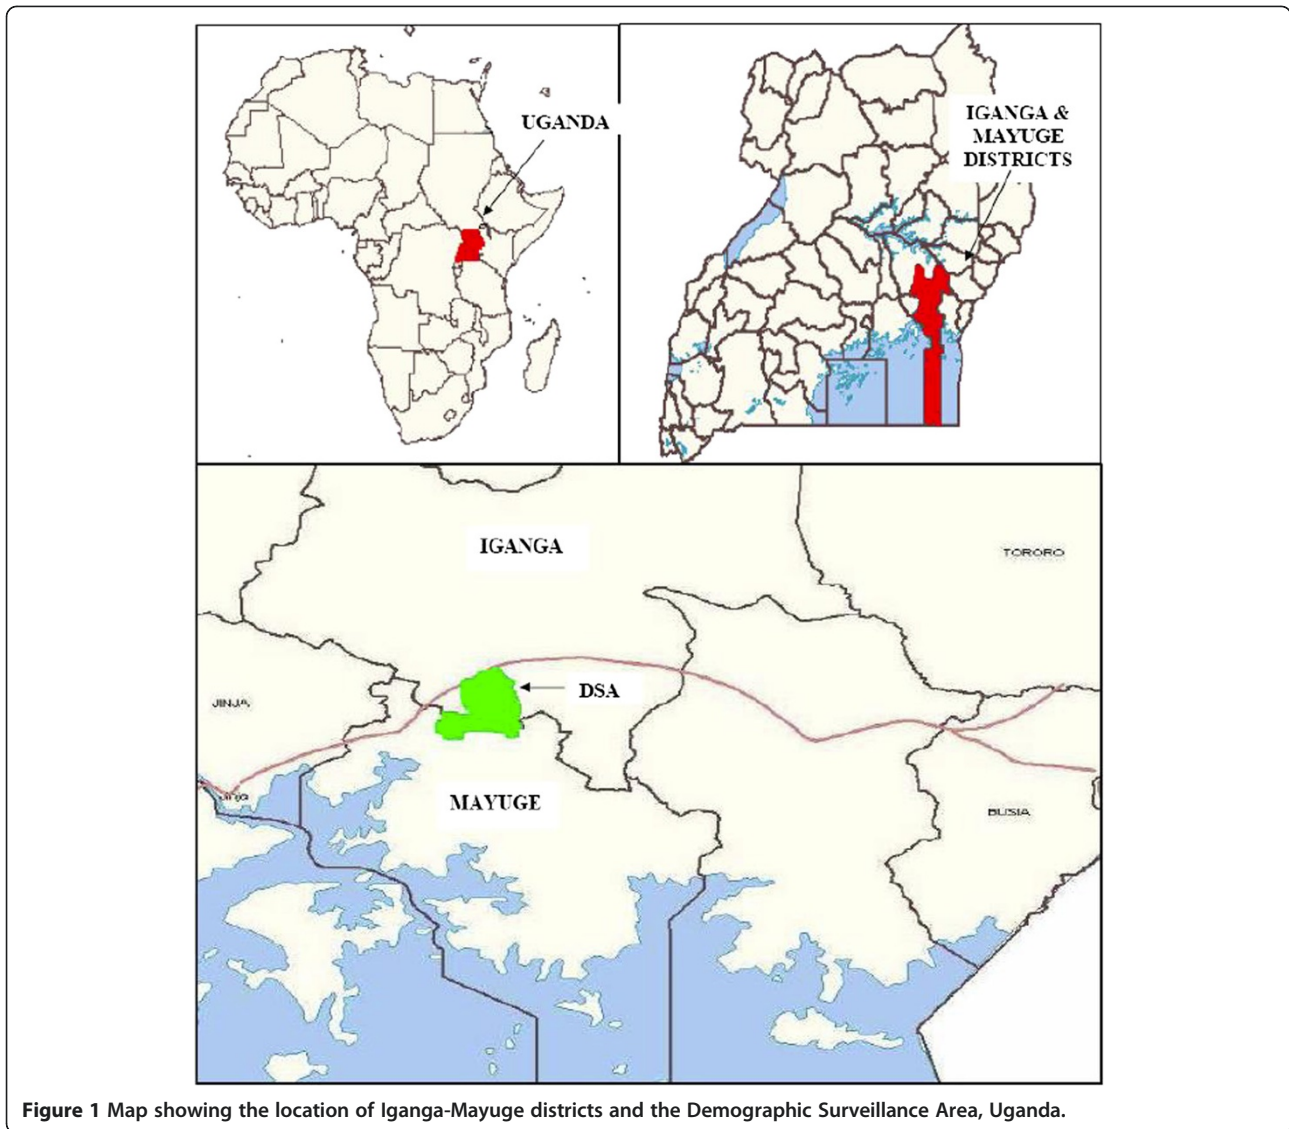 UGANDA
IGANGA &
MAYUGE
DISTRICTS
IGANGA
TORORO
DSA
JINJA
MAYUGE
BUSIA
Figure 1 Map showing the location of Iganga-Mayuge districts and the Demographic Surveillance Area, Uganda.